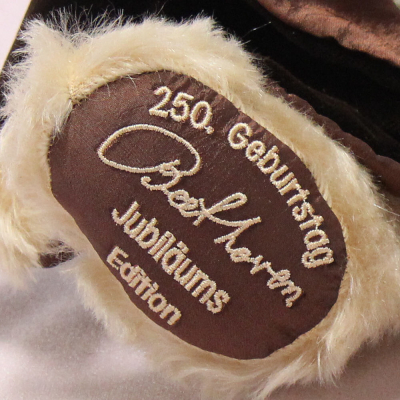 250. Geburtstag
Beethoven
Jubiläums
Edition